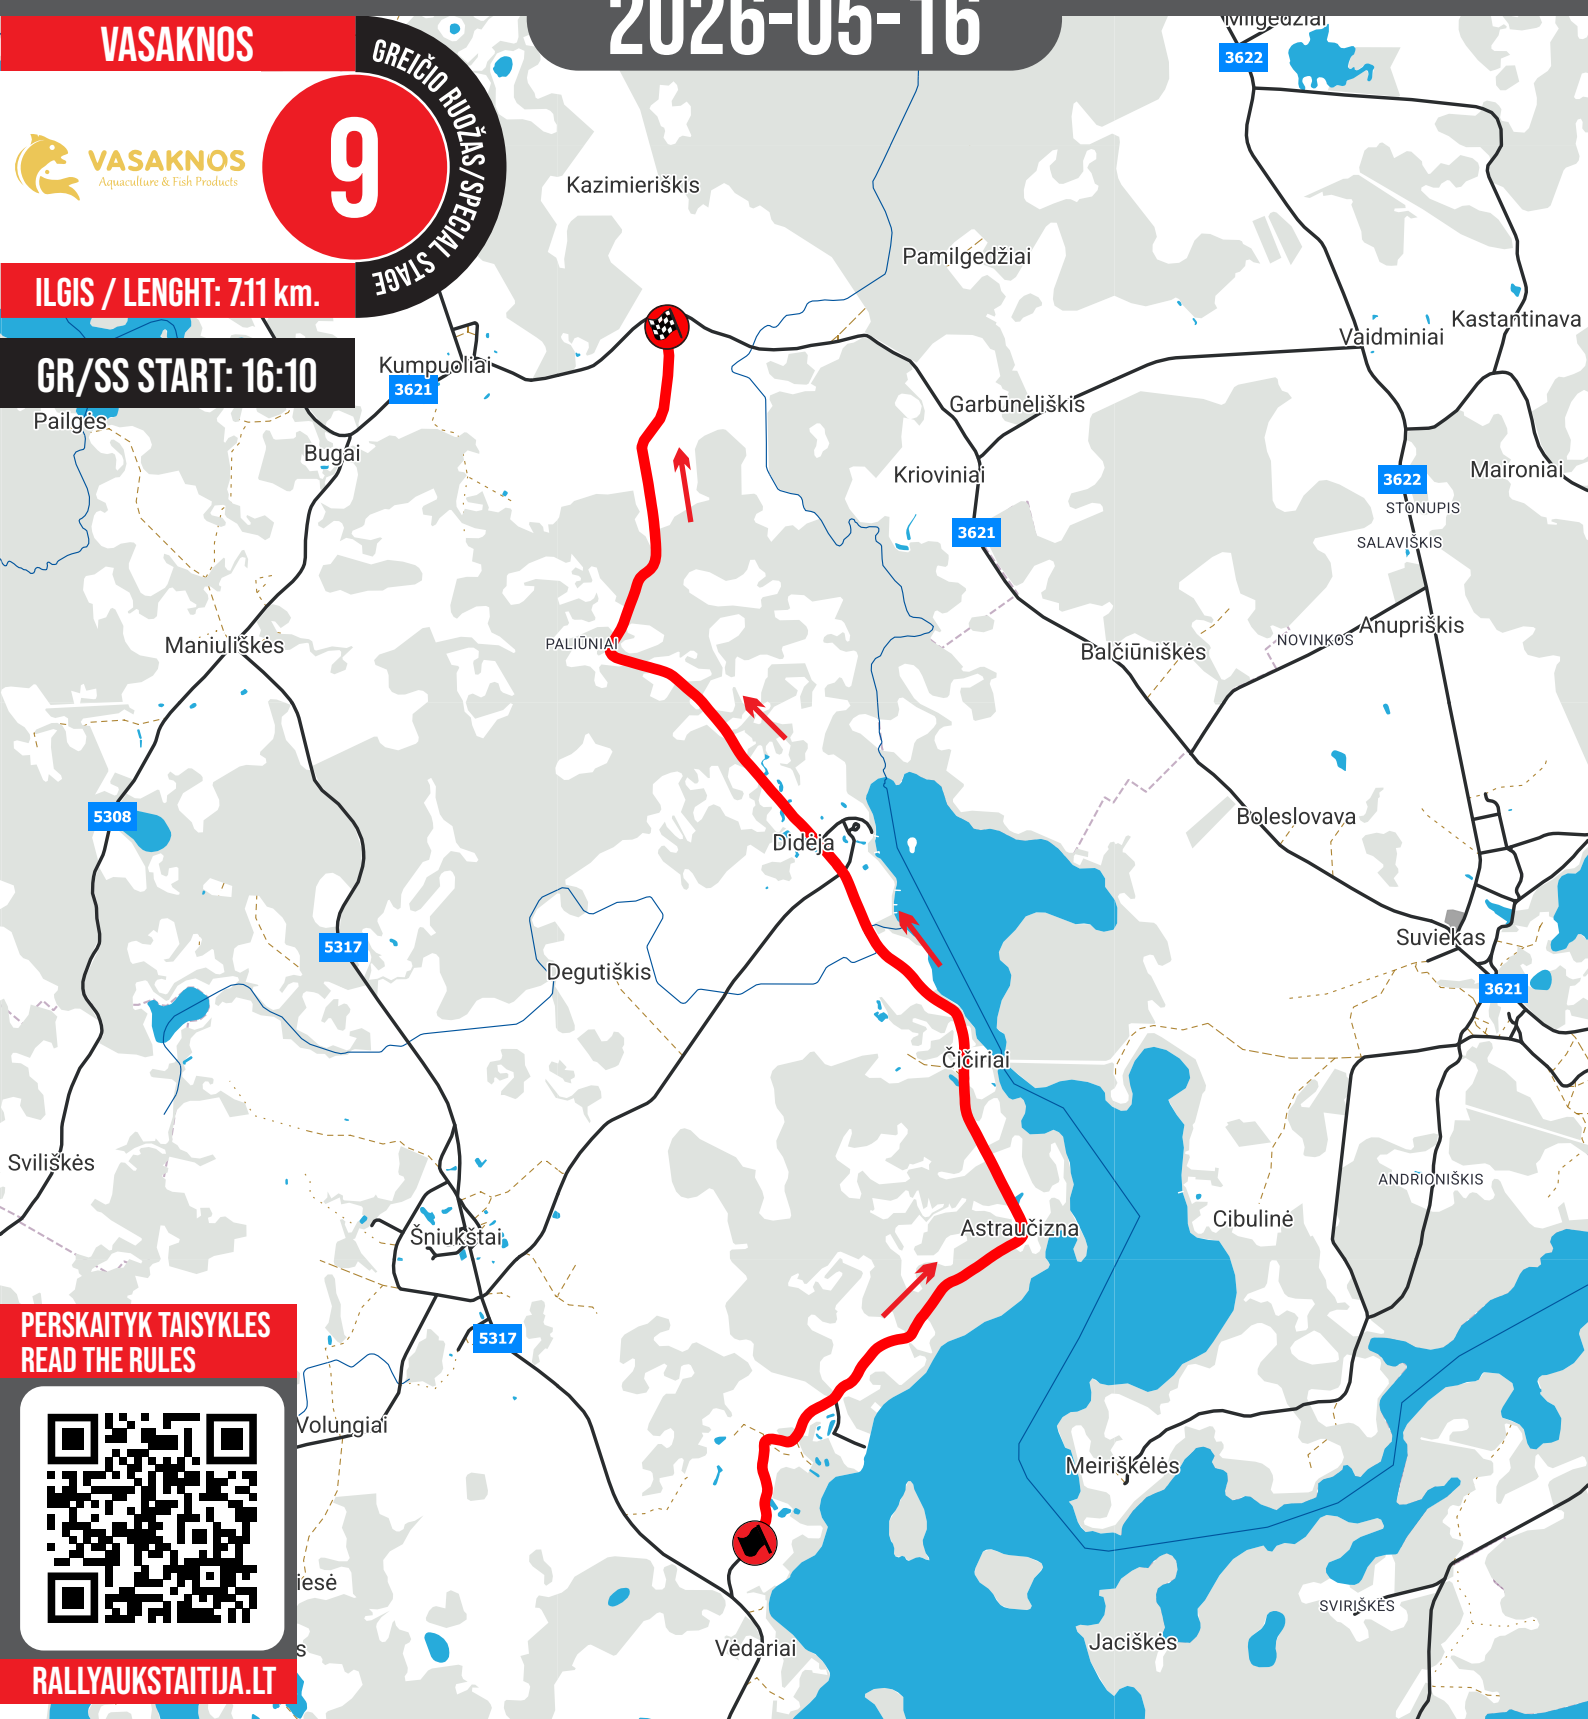 2026-05-16
VASAKNOS
GREIČIO RUOŽAS/SPECIAL STAGE
VASAKNOS
Aquaculture & Fish Products
9
ILGIS / LENGHT: 7.11 km.
GR/SS START: 16:10
Milgedžiai
3622
Kazimieriškis
Pamilgedžiai
Kastantinava
Vaidminiai
Kumpuoliai
3621
Garbūnėliškis
Pailgės
Bugai
Krioviniai
Maironiai
3622
STONUPIS
3621
SALAVIŠKIS
Anupriškis
NOVINKOS
Maniuliškės
PALIŪNIAI
Balčiūniškės
5308
Boleslovava
Didėja
Suviekas
5317
Degutiškis
3621
Čičiriai
Sviliškės
ANDRIONIŠKIS
Cibulinė
Astraučizna
Šniukštai
5317
PERSKAITYK TAISYKLES
READ THE RULES
Volungiai
Meiriškėlės
iesė
SVIRIŠKĖS
Jaciškės
Vėdariai
s
RALLYAUKSTAITIJA.LT